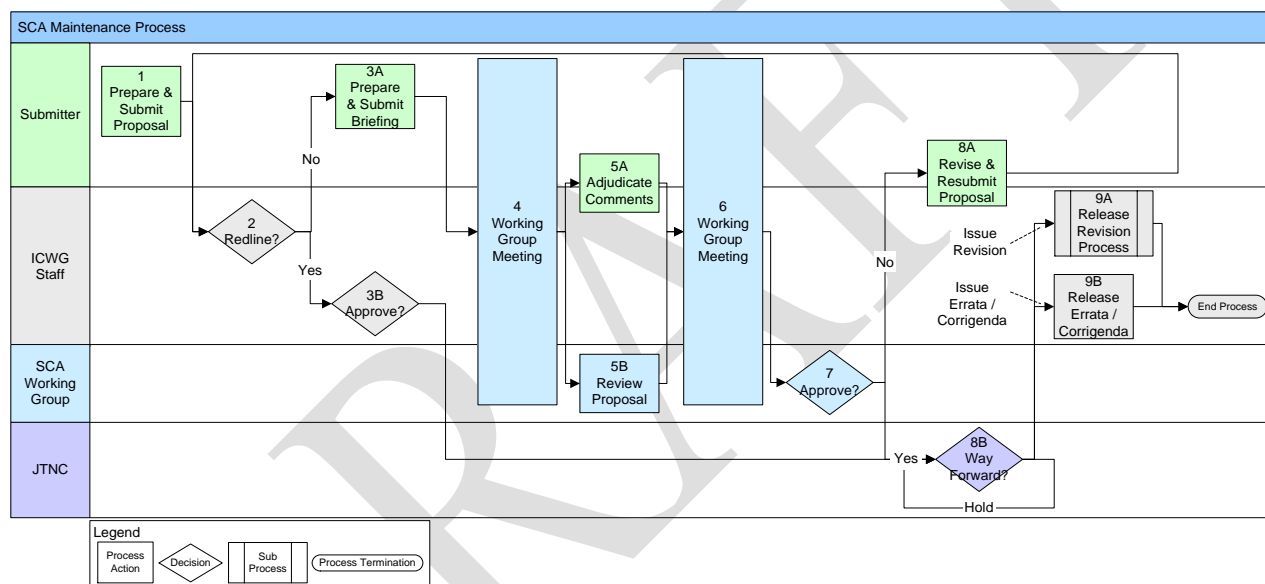 SCA Maintenance Process
Submitter
1
Prepare &
Submit
Proposal
3A
Prepare
& Submit
Briefing
No
5A
Adjudicate
Comments
8A
Revise &
Resubmit
Proposal
ICWG
Staff
2
Redline?
Yes
3B
Approve?
4
Working
Group
Meeting
6
Working
Group
Meeting
No
Issue
Revision
9A
Release
Revision
Process
Issue
Errata /
Corrigenda
9B
Release
Errata /
Corrigenda
End Process
SCA
Working
Group
5B
Review
Proposal
7
Approve?
JTNC
Yes
8B
Way
Forward?
Hold
Legend
Process
Action
Decision
Sub
Process
Process Termination